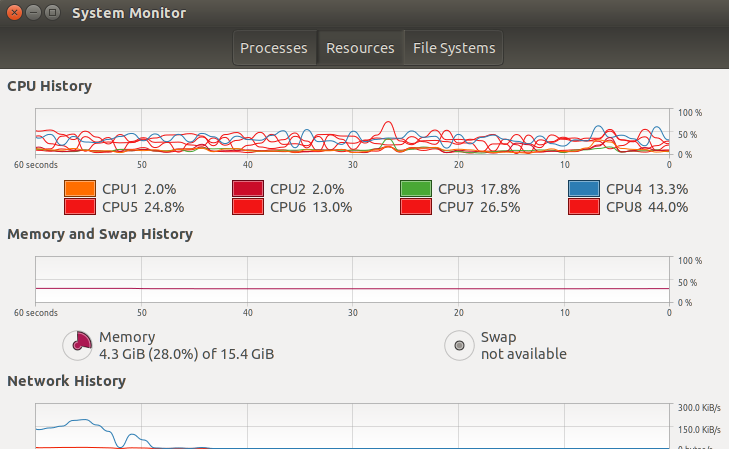 System Monitor
Processes Resources File Systems
CPU History
100 %
50 %
0 %
60 seconds 50 40 30 20 10 0
CPU1 2.0% CPU2 2.0% CPU3 17.8% CPU4 13.3%
CPU5 24.8% CPU6 13.0% CPU7 26.5% CPU8 44.0%
Memory and Swap History
100 %
50 %
0 %
60 seconds 50 40 30 20 10 0
Memory Swap
4.3 GiB (28.0%) of 15.4 GiB not available
Network History
300.0 KiB/s
150.0 KiB/s